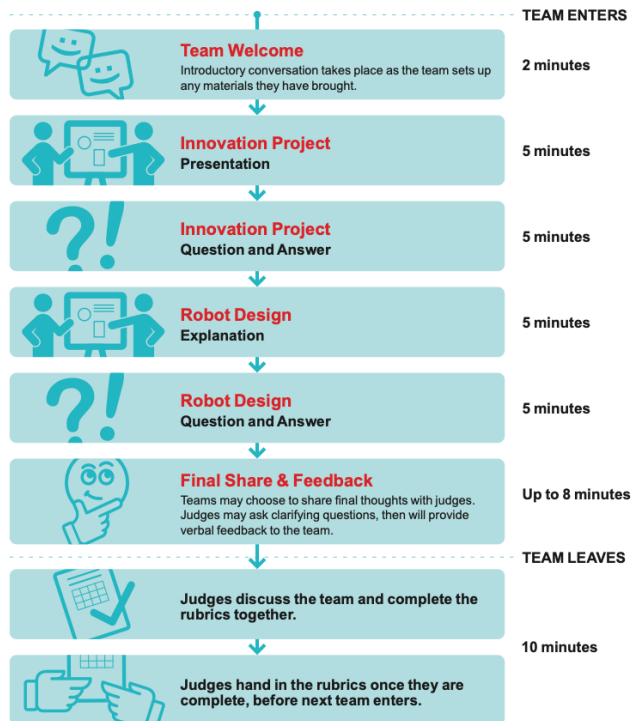 TEAM ENTERS
Team Welcome
Introductory conversation takes place as the team sets up
any materials they have brought.
2 minutes
Innovation Project
Presentation
5 minutes
Innovation Project
Question and Answer
5 minutes
Robot Design
Explanation
5 minutes
Robot Design
Question and Answer
5 minutes
Final Share & Feedback
Teams may choose to share final thoughts with judges.
Judges may ask clarifying questions, then will provide
verbal feedback to the team.
Up to 8 minutes
TEAM LEAVES
Judges discuss the team and complete the
rubrics together.
10 minutes
Judges hand in the rubrics once they are
complete, before next team enters.